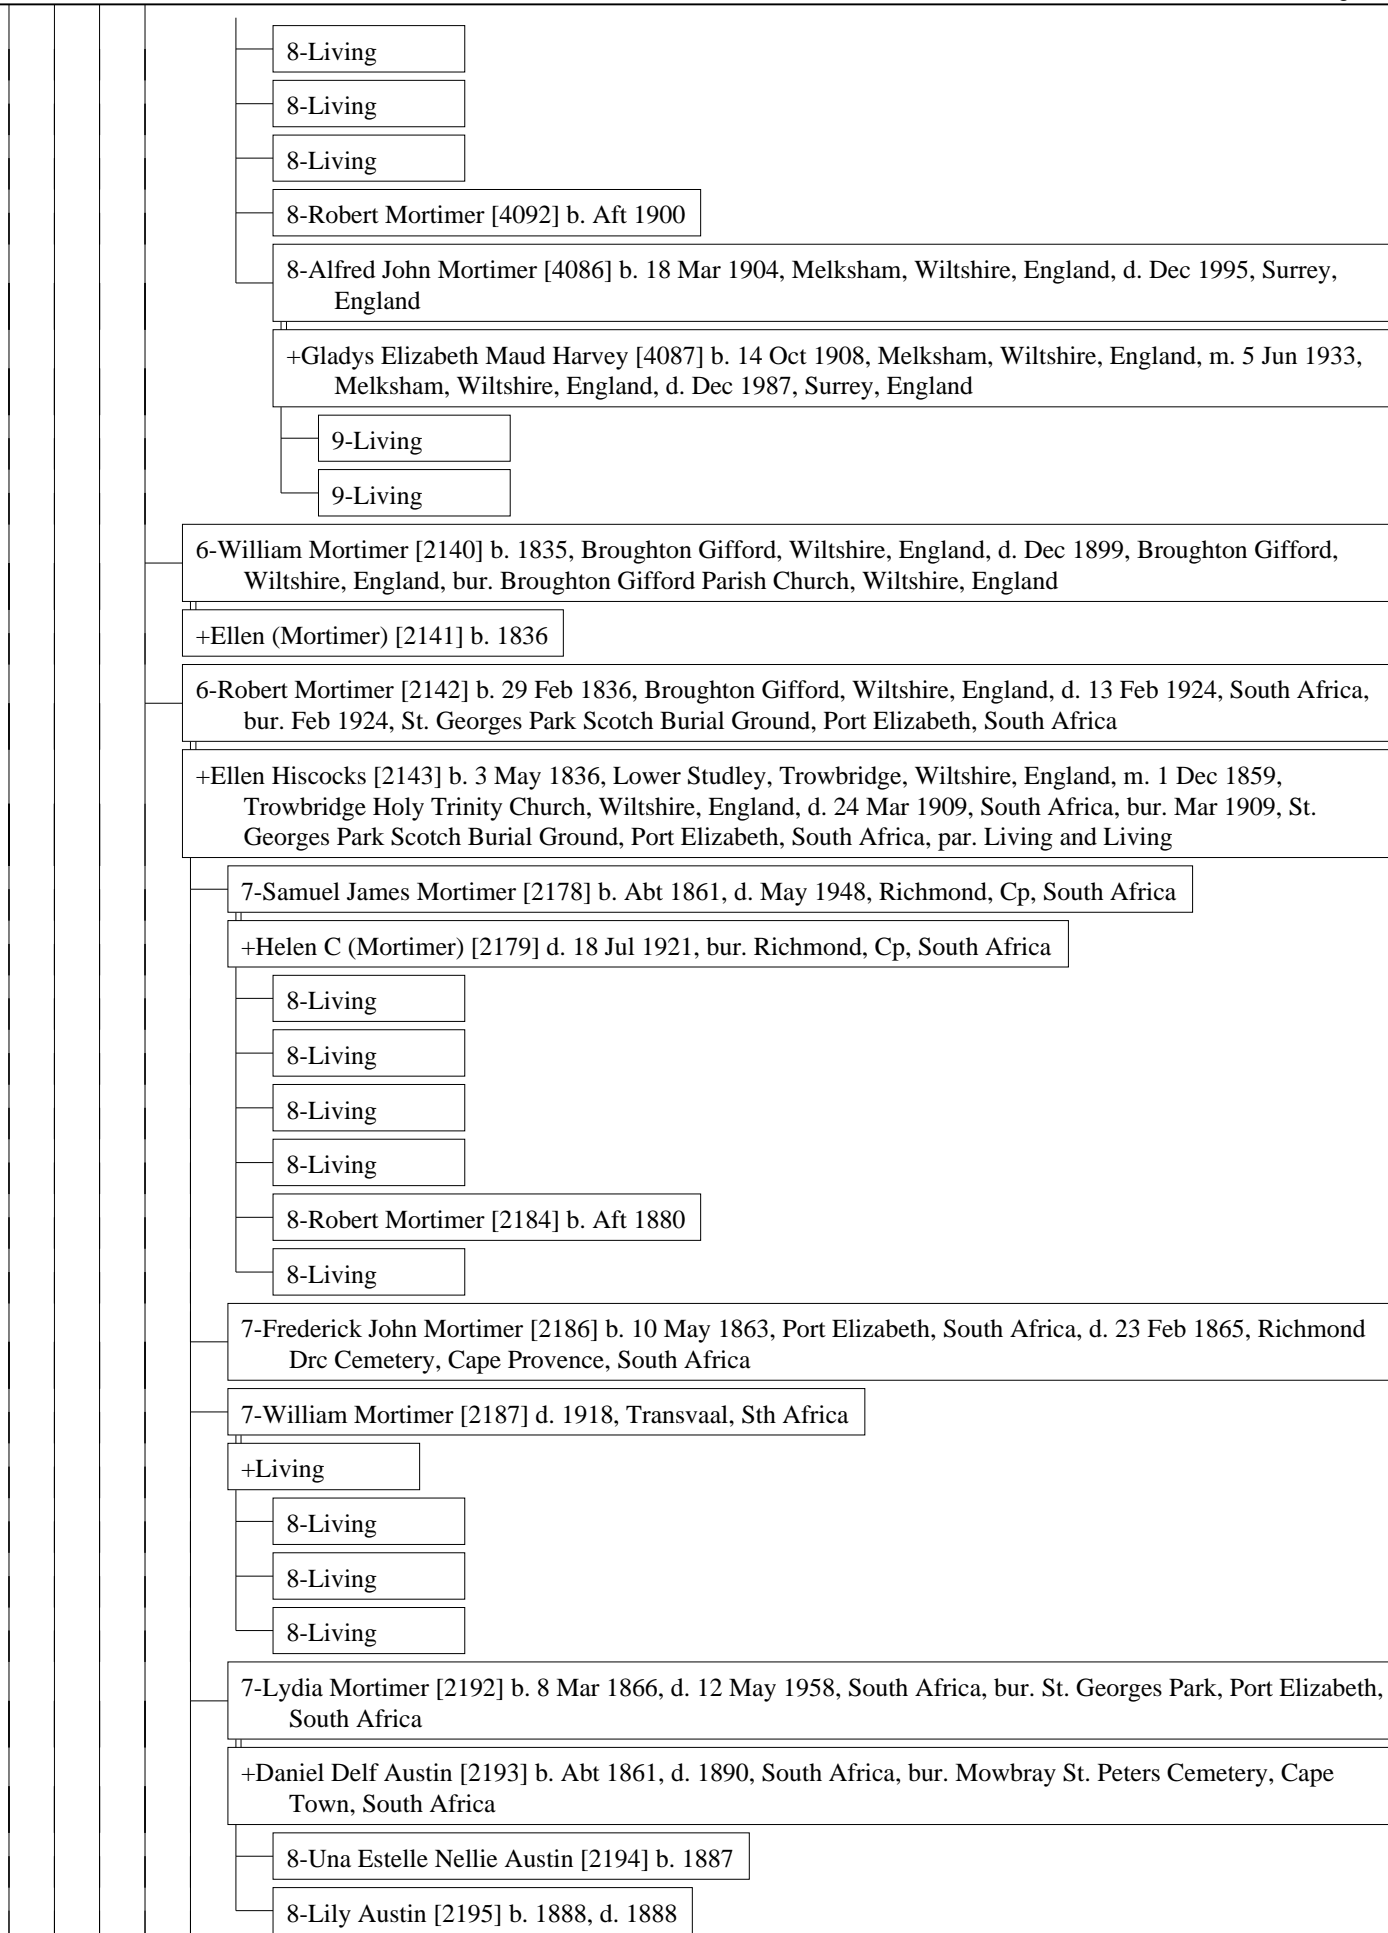 8-Living
8-Living
8-Living
8-Robert Mortimer [4092] b. Aft 1900
8-Alfred John Mortimer [4086] b. 18 Mar 1904, Melksham, Wiltshire, England, d. Dec 1995, Surrey,
England
+Gladys Elizabeth Maud Harvey [4087] b. 14 Oct 1908, Melksham, Wiltshire, England, m. 5 Jun 1933,
Melksham, Wiltshire, England, d. Dec 1987, Surrey, England
9-Living
9-Living
6-William Mortimer [2140] b. 1835, Broughton Gifford, Wiltshire, England, d. Dec 1899, Broughton Gifford,
Wiltshire, England, bur. Broughton Gifford Parish Church, Wiltshire, England
+Ellen (Mortimer) [2141] b. 1836
6-Robert Mortimer [2142] b. 29 Feb 1836, Broughton Gifford, Wiltshire, England, d. 13 Feb 1924, South Africa,
bur. Feb 1924, St. Georges Park Scotch Burial Ground, Port Elizabeth, South Africa
+Ellen Hiscocks [2143] b. 3 May 1836, Lower Studley, Trowbridge, Wiltshire, England, m. 1 Dec 1859,
Trowbridge Holy Trinity Church, Wiltshire, England, d. 24 Mar 1909, South Africa, bur. Mar 1909, St.
Georges Park Scotch Burial Ground, Port Elizabeth, South Africa, par. Living and Living
7-Samuel James Mortimer [2178] b. Abt 1861, d. May 1948, Richmond, Cp, South Africa
+Helen C (Mortimer) [2179] d. 18 Jul 1921, bur. Richmond, Cp, South Africa
8-Living
8-Living
8-Living
8-Living
8-Robert Mortimer [2184] b. Aft 1880
8-Living
7-Frederick John Mortimer [2186] b. 10 May 1863, Port Elizabeth, South Africa, d. 23 Feb 1865, Richmond
Drc Cemetery, Cape Provence, South Africa
7-William Mortimer [2187] d. 1918, Transvaal, Sth Africa
+Living
8-Living
8-Living
8-Living
7-Lydia Mortimer [2192] b. 8 Mar 1866, d. 12 May 1958, South Africa, bur. St. Georges Park, Port Elizabeth,
South Africa
+Daniel Delf Austin [2193] b. Abt 1861, d. 1890, South Africa, bur. Mowbray St. Peters Cemetery, Cape
Town, South Africa
8-Una Estelle Nellie Austin [2194] b. 1887
8-Lily Austin [2195] b. 1888, d. 1888